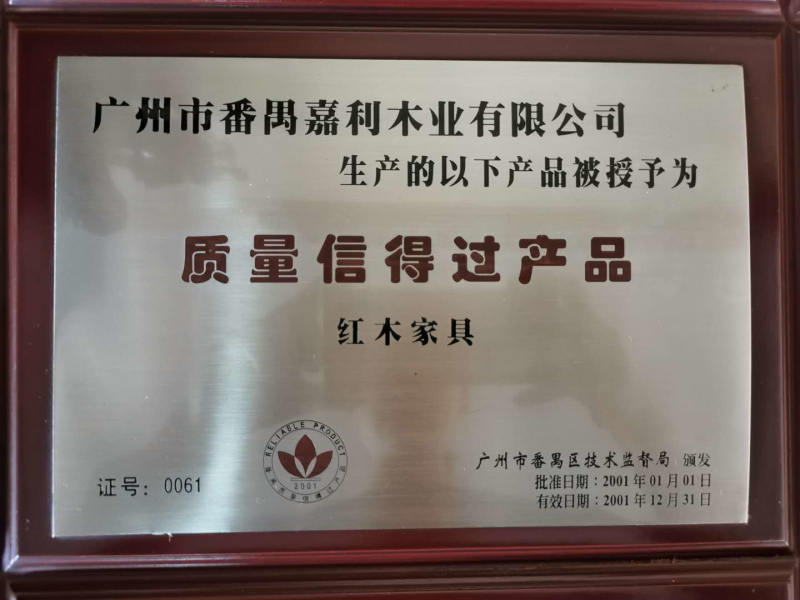 广州市番禺嘉利木业有限公司
生产的以下产品被授予为
质量信得过产品
红木家具
RELIABLE PRODUCT
2001
证号：0061
广州市番禺区技术监督局 颁发
批准日期：2001年01月01日
有效日期：2001年12月31日